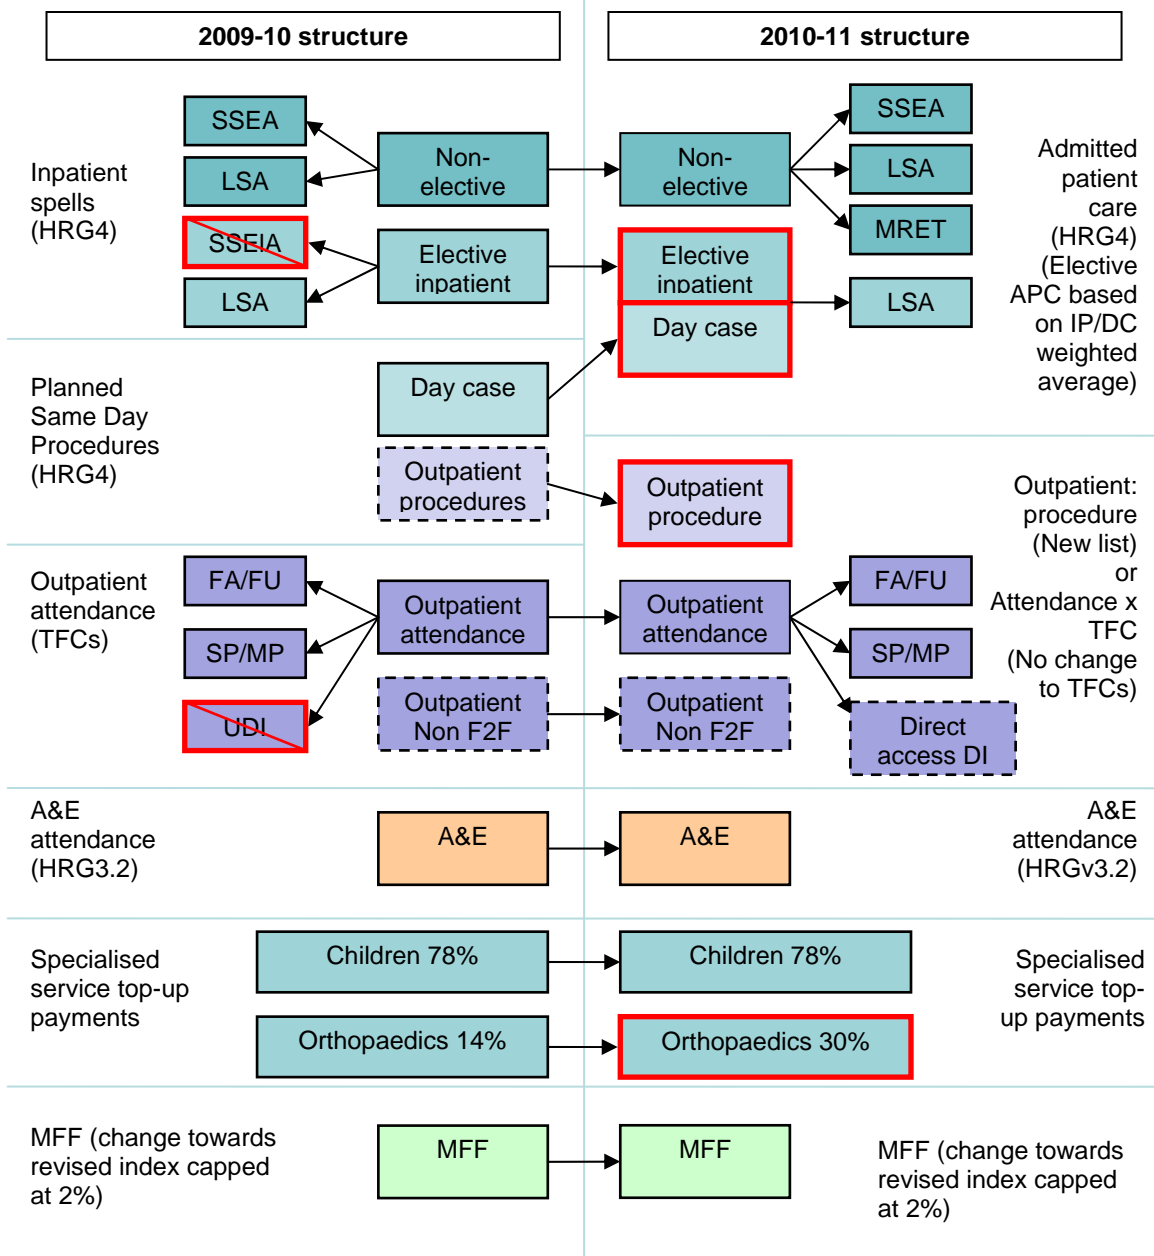 2009-10 structure
2010-11 structure
Inpatient
spells
(HRG4)
SSEA
LSA
SSEIA
LSA
Non-
elective
Elective
inpatient
Non-
elective
Elective
inpatient
Day case
SSEA
LSA
MRET
LSA
Admitted
patient
care
(HRG4)
(Elective
APC based
on IP/DC
weighted
average)
Planned
Same Day
Procedures
(HRG4)
Day case
Outpatient
procedures
Outpatient
procedure
Outpatient:
procedure
(New list)
or
Attendance x
TFC
(No change
to TFCs)
Outpatient
attendance
(TFCs)
FA/FU
SP/MP
UDI
Outpatient
attendance
Outpatient
Non F2F
Outpatient
attendance
Outpatient
Non F2F
FA/FU
SP/MP
Direct
access DI
A&E
attendance
(HRG3.2)
A&E
A&E
A&E
attendance
(HRGv3.2)
Specialised
service top-up
payments
Children 78%
Orthopaedics 14%
Children 78%
Orthopaedics 30%
Specialised
service top-
up payments
MFF (change towards
revised index capped
at 2%)
MFF
MFF
MFF (change towards
revised index capped
at 2%)